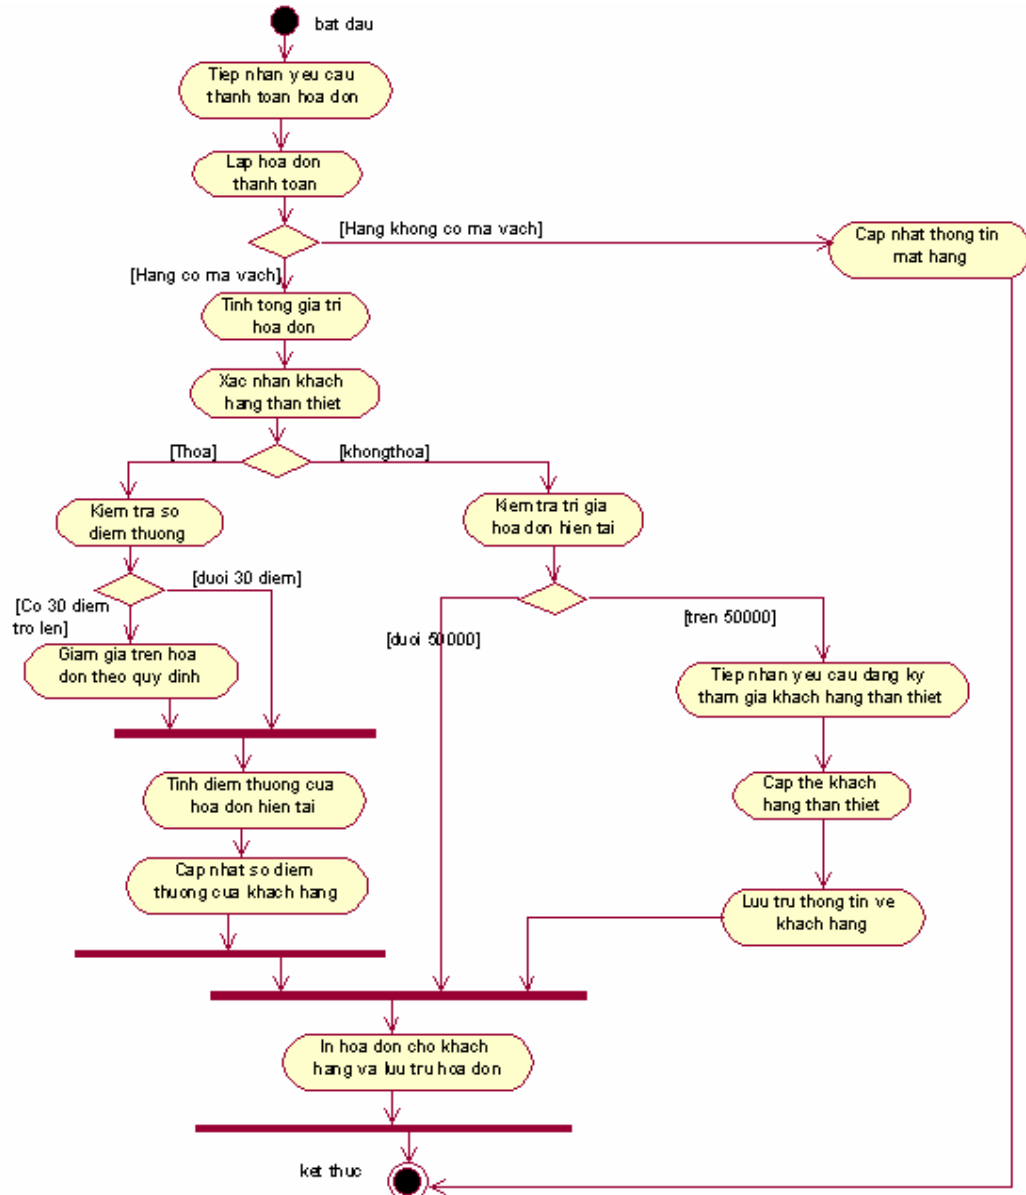 bat dau
Tiep nhan yeu cau
thanh toan hoa don
Lap hoa don
thanh toan
[Hang khong co ma vach]
Cap nhat thong tin
mat hang
[Hang co ma vach]
Tinh tong gia tri
hoa don
Xac nhan khach
hang than thiet
[Thoa]
[khongthoa]
Kiem tra so
diem thuong
Kiem tra tri gia
hoa don hien tai
[duoi 30 diem]
[Co 30 diem
tro len]
[duoi 50000]
[tren 50000]
Giam gia tren hoa
don theo quy dinh
Tiep nhan yeu cau dang ky
tham gia khach hang than thiet
Tinh diem thuong cua
hoa don hien tai
Cap the khach
hang than thiet
Cap nhat so diem
thuong cua khach hang
Luu tru thong tin ve
khach hang
In hoa don cho khach
hang va luu tru hoa don
ket thuc